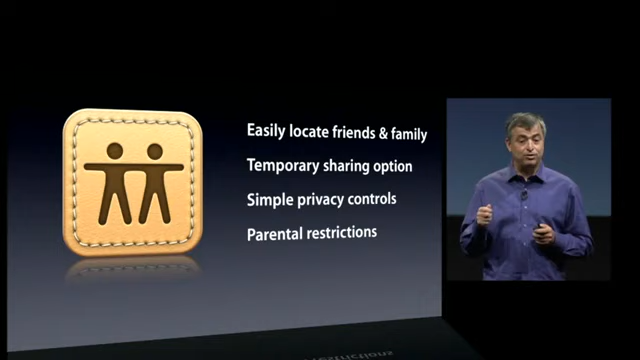 Easily locate friends & family
Temporary sharing option
Simple privacy controls
Parental restrictions